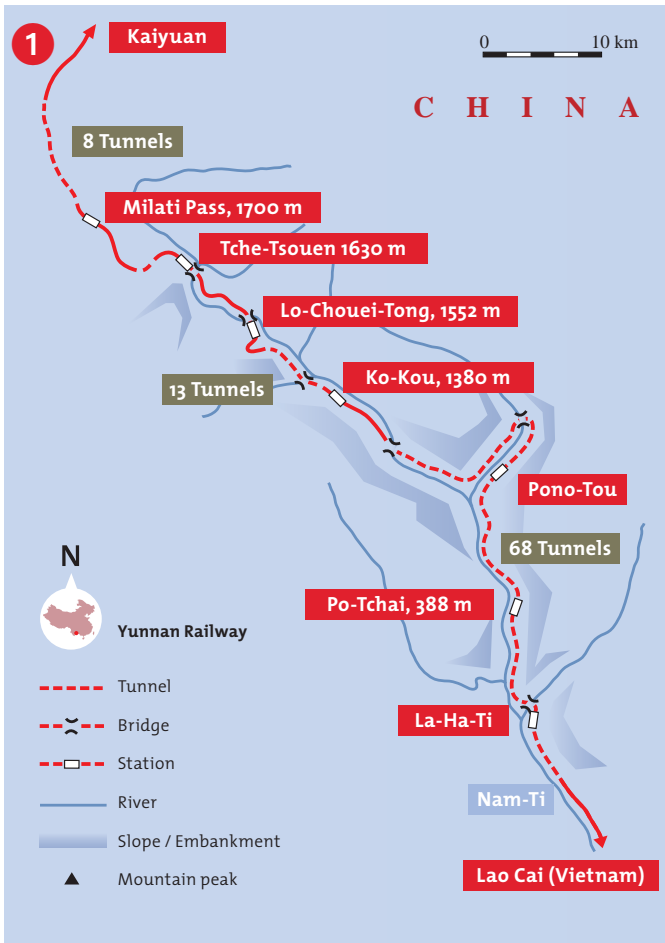 1
Kaiyuan
0 10 km
CHINA
8 Tunnels
Milati Pass, 1700 m
Tche-Tsouen 1630 m
Lo-Chouei-Tong, 1552 m
Ko-Kou, 1380 m
13 Tunnels
Pono-Tou
68 Tunnels
Po-Tchai, 388 m
La-Ha-Ti
Nam-Ti
Lao Cai (Vietnam)
N
Yunnan Railway
Tunnel
Bridge
Station
River
Slope / Embankment
Mountain peak